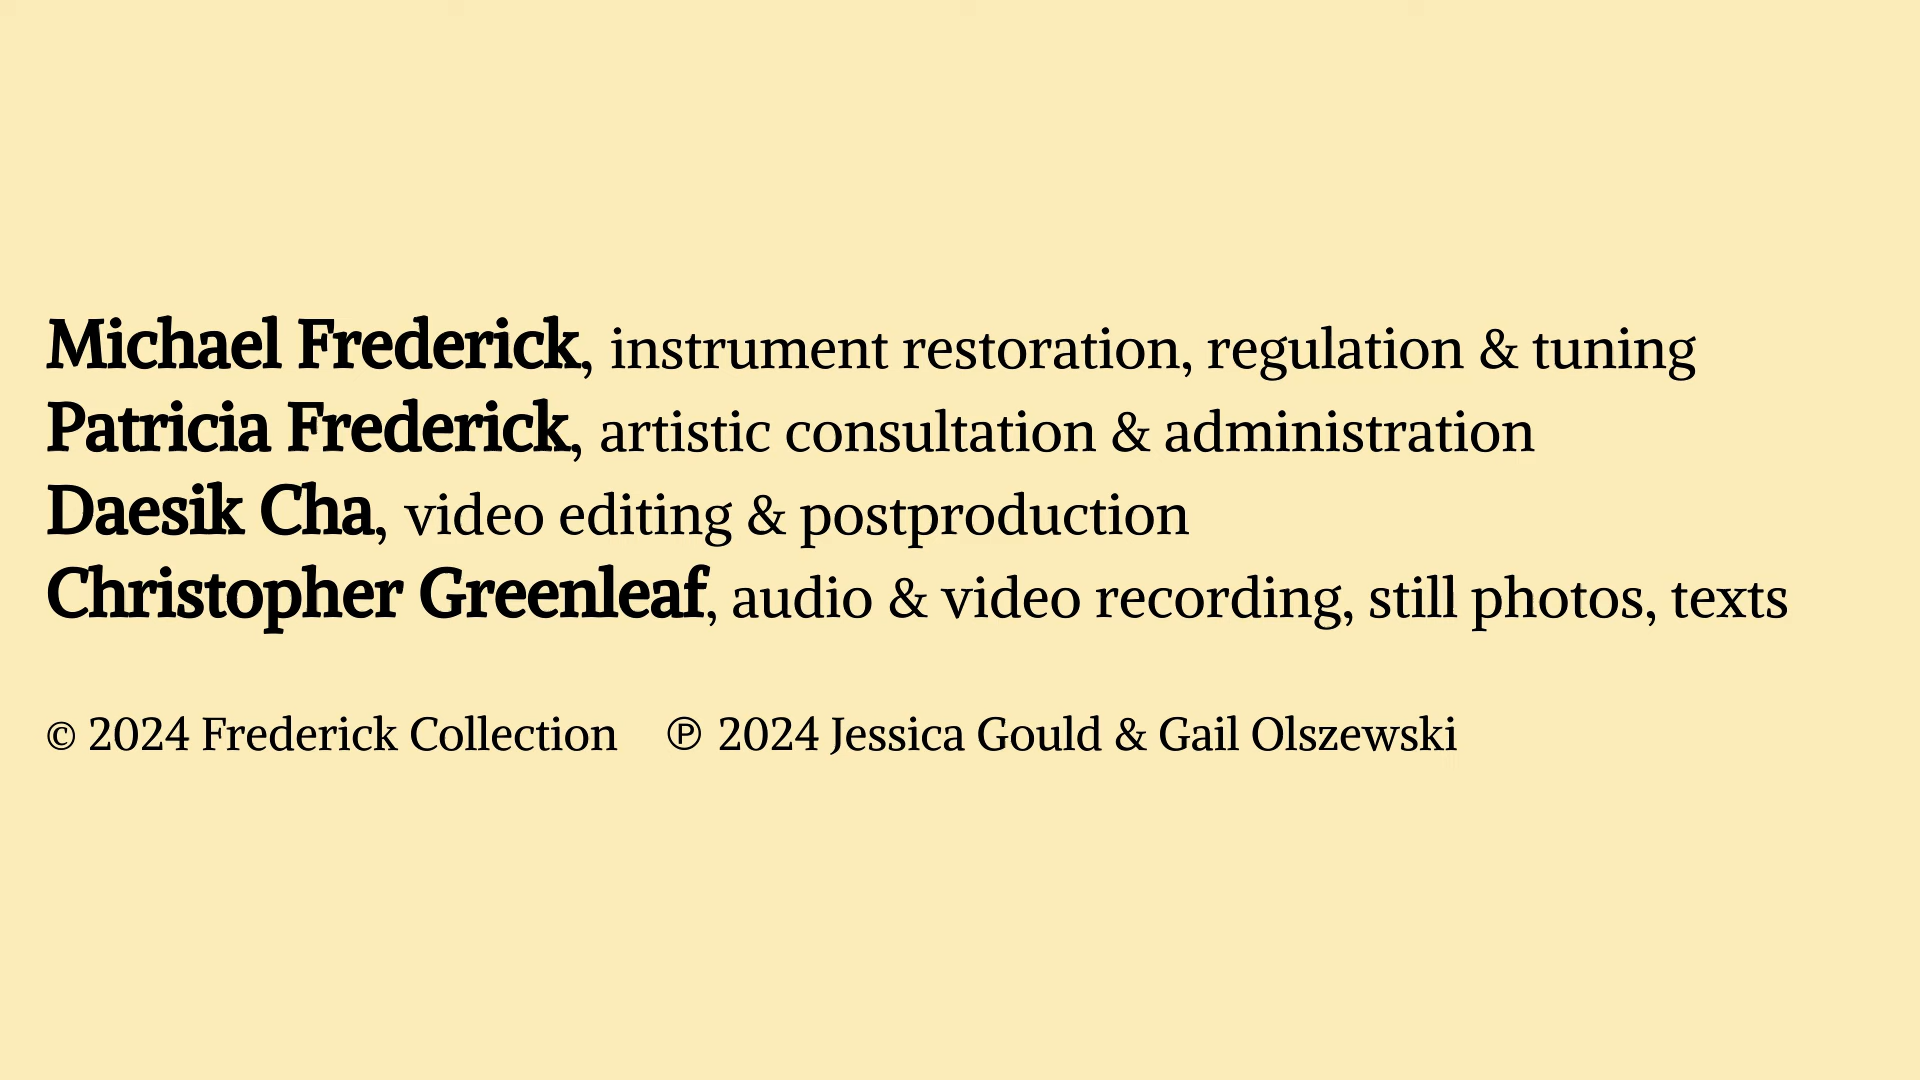 Michael Frederick, instrument restoration, regulation & tuning
Patricia Frederick, artistic consultation & administration
Daesik Cha, video editing & postproduction
Christopher Greenleaf, audio & video recording, still photos, texts
© 2024 Frederick Collection ℗ 2024 Jessica Gould & Gail Olszewski